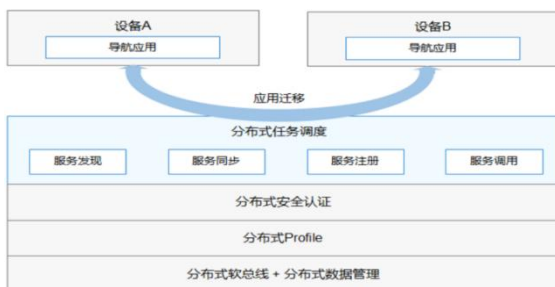 设备A
设备B
导航应用
导航应用
应用迁移
分布式任务调度
服务发现
服务同步
服务注册
服务调用
分布式安全认证
分布式Profile
分布式软总线 + 分布式数据管理